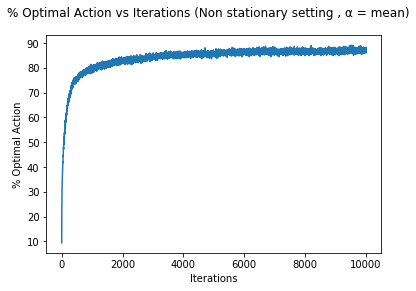 % Optimal Action vs Iterations (Non stationary setting , α = mean)
% Optimal Action
90
80
70
60
50
40
30
20
10
0 2000 4000 6000 8000 10000
Iterations